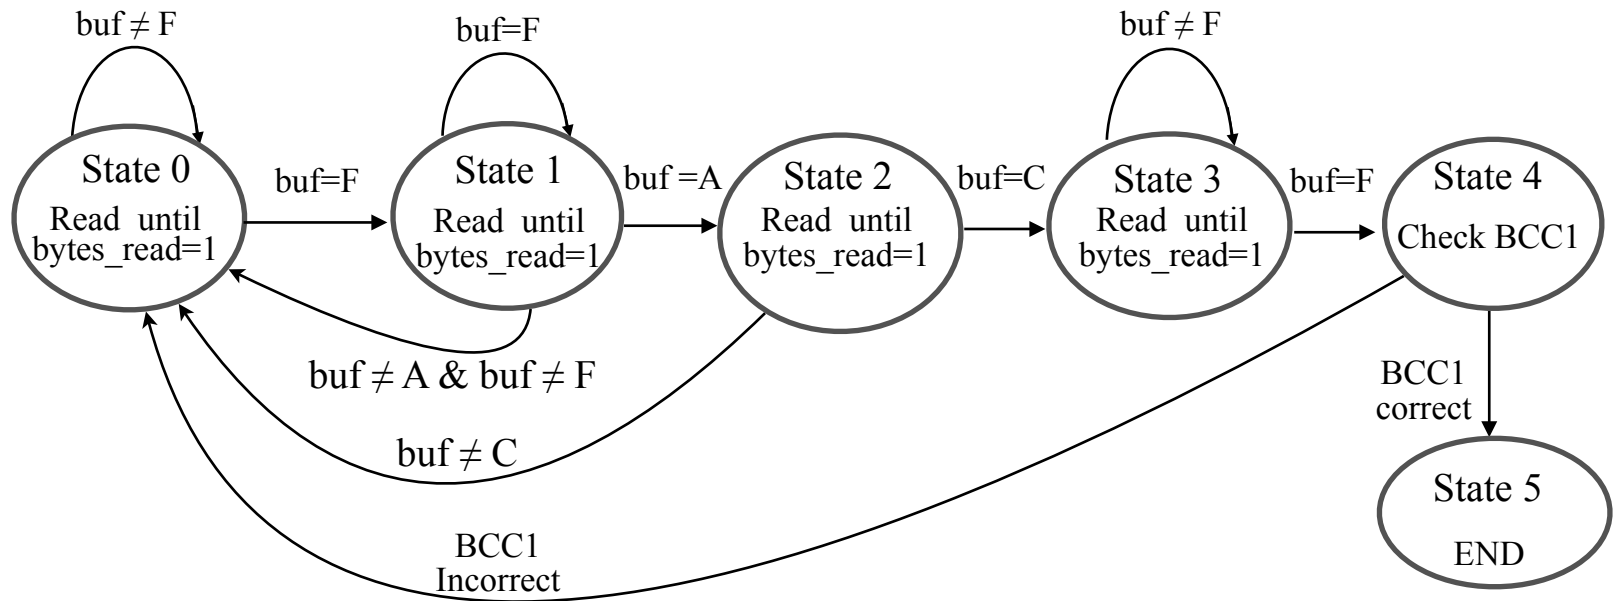 buf ≠ F
buf=F
buf ≠ F
State 0
Read until
bytes_read=1
buf=F
State 1
Read until
bytes_read=1
buf =A
State 2
Read until
bytes_read=1
buf=C
State 3
Read until
bytes_read=1
buf=F
State 4
Check BCC1
buf ≠ A & buf ≠ F
buf ≠ C
BCC1
Incorrect
BCC1
correct
State 5
END